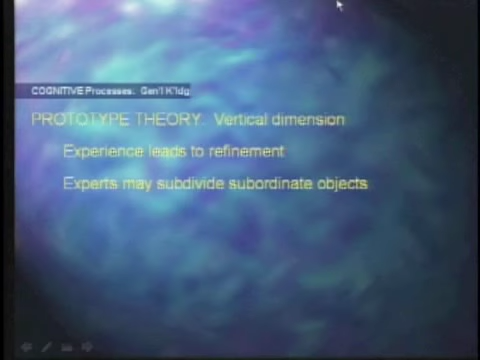 COGNITIVE Processes: Gen'l K'ldg
PROTOTYPE THEORY: Vertical dimension
Experience leads to refinement
Experts may subdivide subordinate objects